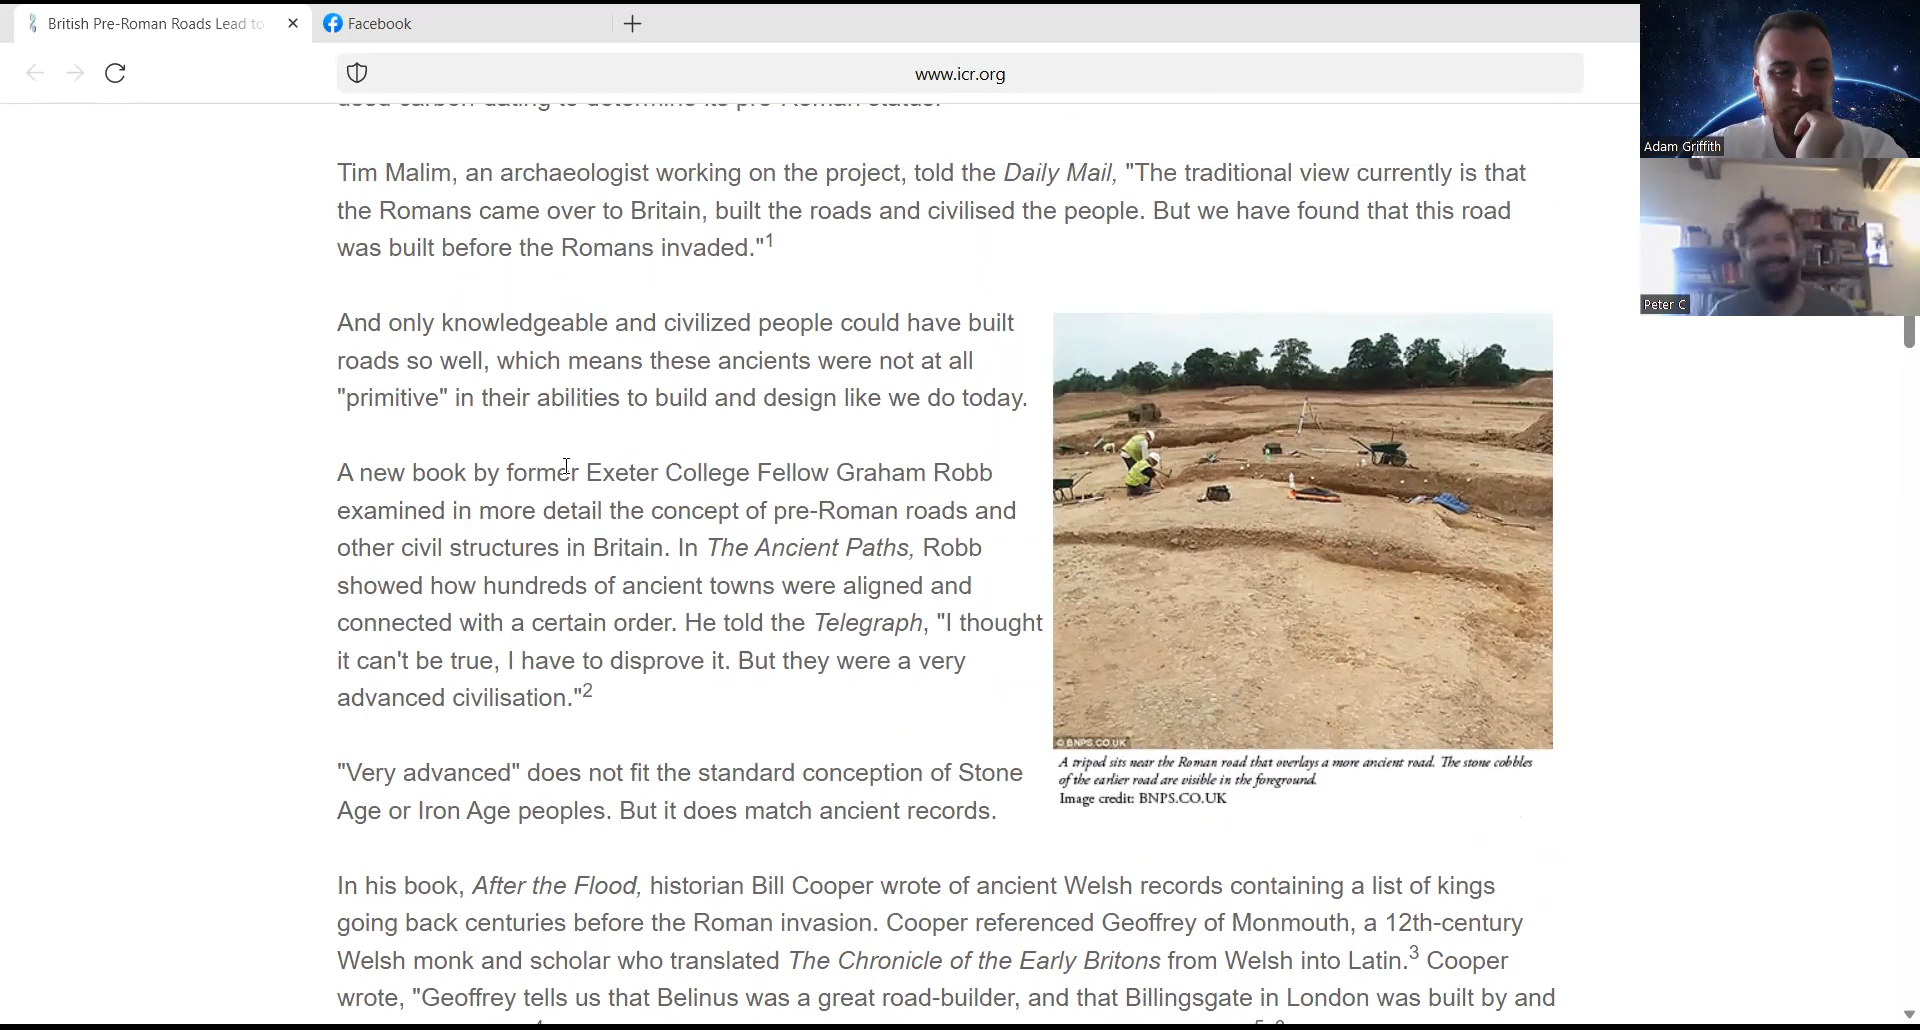 British Pre-Roman Roads Lead to
Facebook
www.icr.org
used carbon dating to determine its pre-Roman status.
Tim Malim, an archaeologist working on the project, told the Daily Mail, "The traditional view currently is that
the Romans came over to Britain, built the roads and civilised the people. But we have found that this road
was built before the Romans invaded."1
And only knowledgeable and civilized people could have built
roads so well, which means these ancients were not at all
"primitive" in their abilities to build and design like we do today.
A new book by former Exeter College Fellow Graham Robb
examined in more detail the concept of pre-Roman roads and
other civil structures in Britain. In The Ancient Paths, Robb
showed how hundreds of ancient towns were aligned and
connected with a certain order. He told the Telegraph, "I thought
it can't be true, I have to disprove it. But they were a very
advanced civilisation."2
"Very advanced" does not fit the standard conception of Stone
Age or Iron Age peoples. But it does match ancient records.
© BNPS.CO.UK
A tripod sits near the Roman road that overlays a more ancient road. The stone cobbles
of the earlier road are visible in the foreground.
Image credit: BNPS.CO.UK
In his book, After the Flood, historian Bill Cooper wrote of ancient Welsh records containing a list of kings
going back centuries before the Roman invasion. Cooper referenced Geoffrey of Monmouth, a 12th-century
Welsh monk and scholar who translated The Chronicle of the Early Britons from Welsh into Latin.3 Cooper
wrote, "Geoffrey tells us that Belinus was a great road-builder, and that Billingsgate in London was built by and
Adam Griffith
Peter C